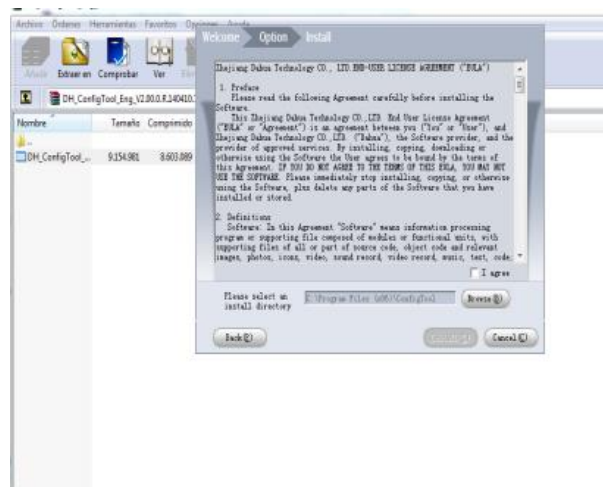 Archivo Órdenes Herramientas Favoritos Opciones Ayuda
Añadir Extraer en Comprobar Ver
DH_ConfigTool_Eng_V2.00.0.R.140410.
Nombre Tamaño Comprimido
..
DH_ConfigTool_... 9.154.981 8.603.089
Welcome Option Install
Zhejiang Dahua Technology CO., LTD.END-USER LICENSE AGREEMENT ("EULA")
1. Preface
Please read the following Agreement carefully before installing the
Software.
This Zhejiang Dahua Technology CO.,LTD. End User License Agreement
("EULA" or "Agreement") is an agreement between you ("You" or "User"), and
Zhejiang Dahua Technology CO.,LTD. ("Dahua"), the Software provider, and the
provider of approved services. By installing, copying, downloading or
otherwise using the Software the User agrees to be bound by the terms of
this Agreement. IF YOU DO NOT AGREE TO THE TERMS OF THIS EULA, YOU MAY NOT
USE THE SOFTWARE. Please immediately stop installing, copying, or otherwise
using the Software, plus delete any parts of the Software that you have
installed or stored.
2. Definitions
Software: In this Agreement "Software" means information processing
program or supporting file composed of modules or functional units, with
supporting files of all or part of source code, object code and relevant
images, photos, icons, video, sound record, video record, music, text, code,
I agree
Please select an
install directory
C:\Program Files (x86)\ConfigTool
Browse(B)
Back(P)
Cancel(C)